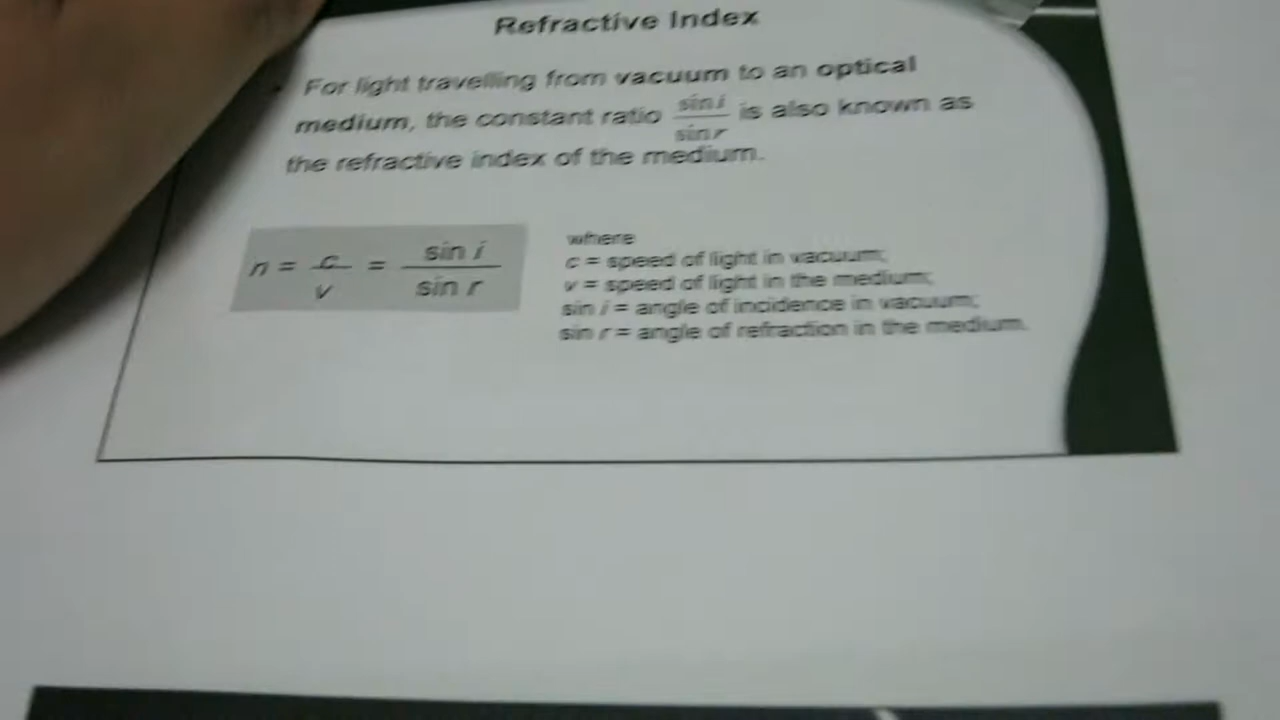 Refractive Index
For light travelling from vacuum to an optical
medium, the constant ratio sin i / sin r is also known as
the refractive index of the medium.
n = c / v = sin i / sin r
where
c = speed of light in vacuum;
v = speed of light in the medium;
sin i = angle of incidence in vacuum;
sin r = angle of refraction in the medium.